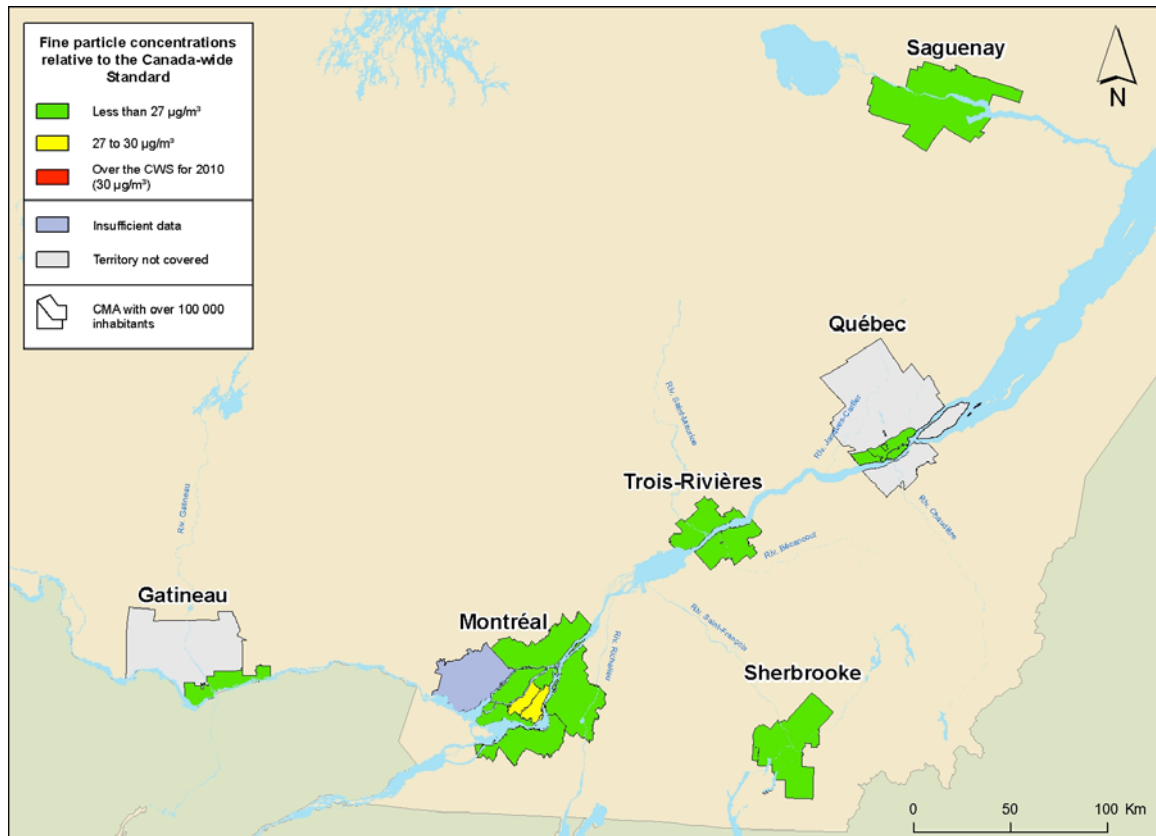 Fine particle concentrations
relative to the Canada-wide
Standard
Less than 27 µg/m³
27 to 30 µg/m³
Over the CWS for 2010
(30 µg/m³)
Insufficient data
Territory not covered
CMA with over 100 000
inhabitants
Saguenay
N
Québec
Riv. Saint-Maurice
Riv. Jacques-Cartier
Trois-Rivières
Riv. Chaudière
Riv. Gatineau
Riv. Bécancour
Gatineau
Montréal
Riv. Richelieu
Riv. Saint-François
Sherbrooke
0 50 100 Km